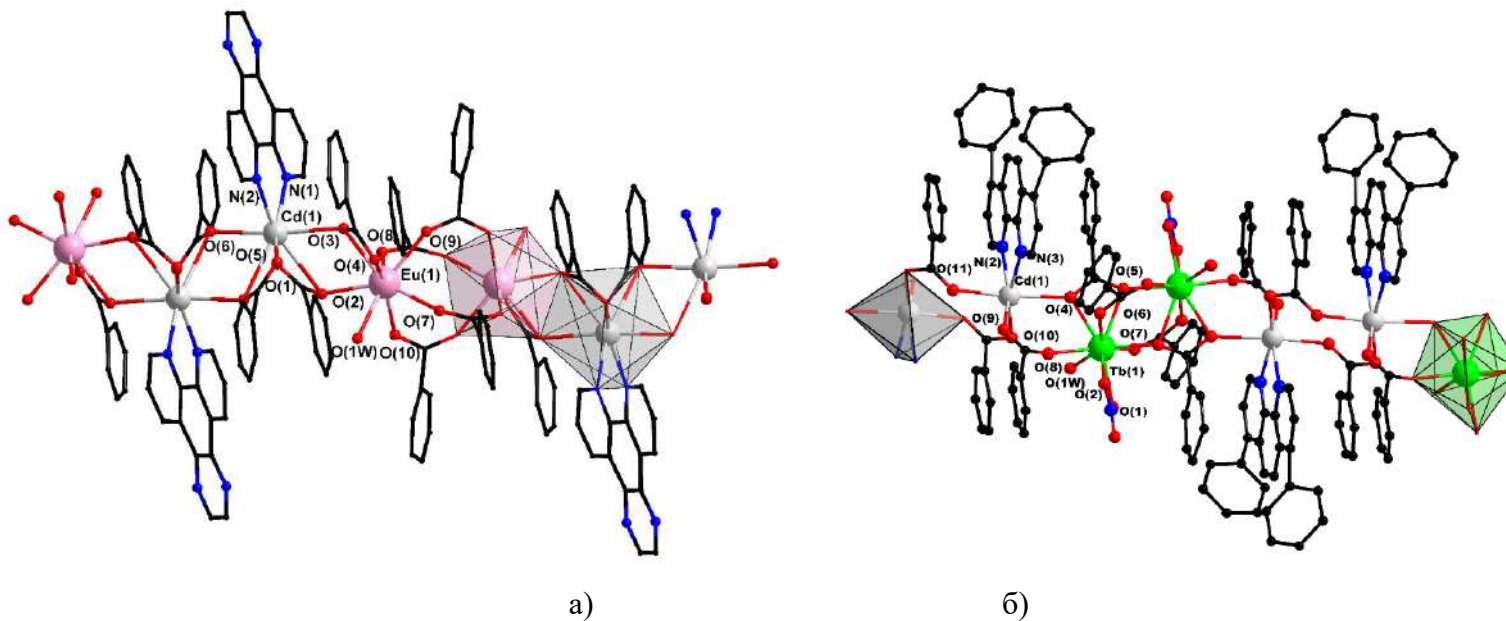 N(2)
N(1)
Cd(1)
O(6)
O(5)
O(3)
O(8)
O(9)
O(4)
Eu(1)
O(1)
O(2)
O(7)
O(1W)
O(10)
O(11)
N(2)
N(3)
Cd(1)
O(5)
O(4)
O(9)
O(6)
O(10)
O(7)
O(8)
Tb(1)
O(1W)
O(2)
O(1)
а)
б)